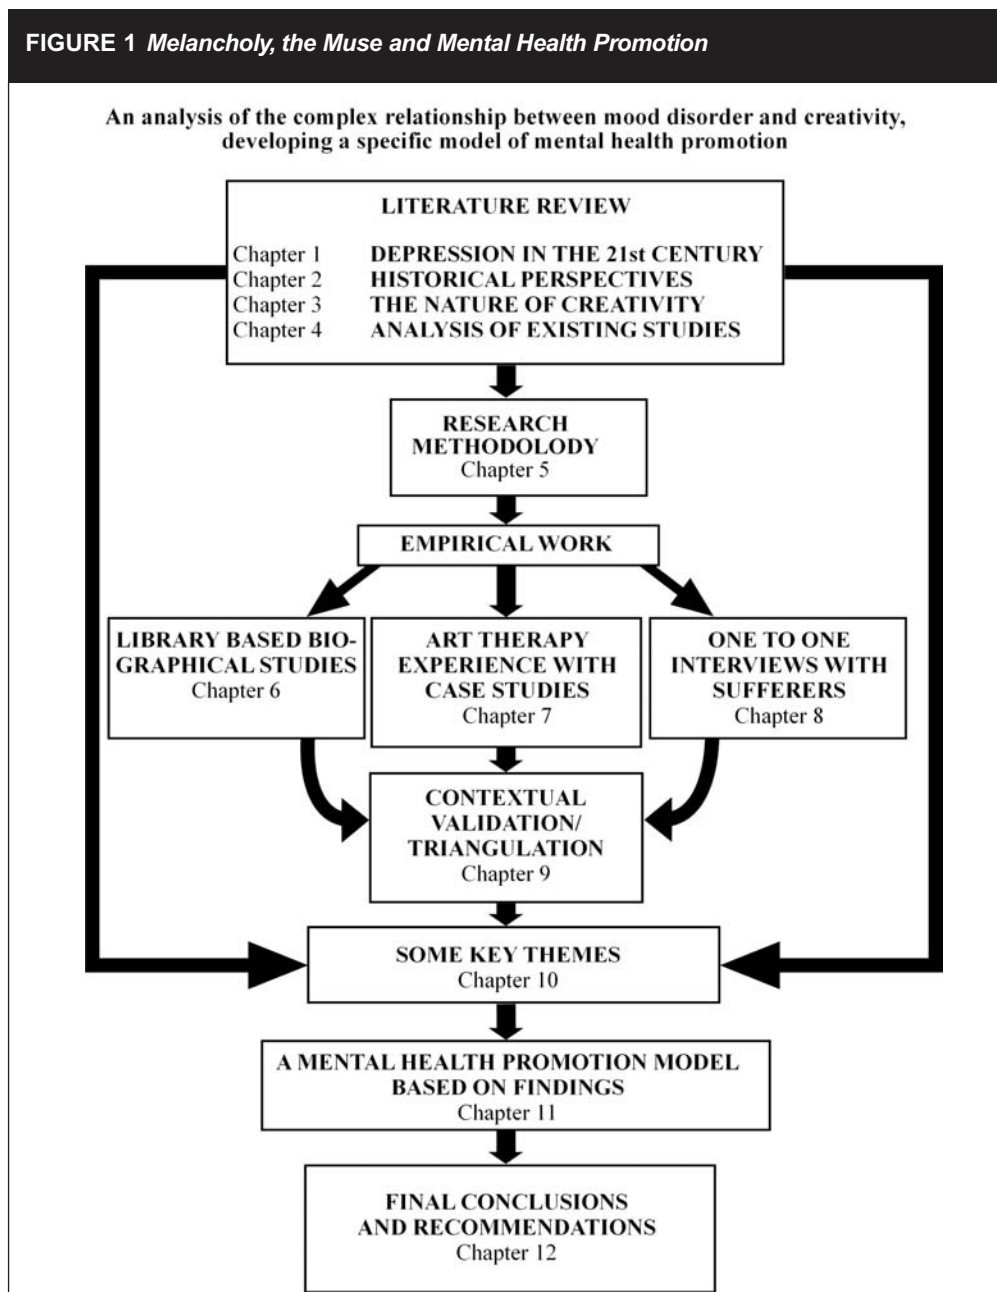 FIGURE 1 Melancholy, the Muse and Mental Health Promotion
An analysis of the complex relationship between mood disorder and creativity,
developing a specific model of mental health promotion
LITERATURE REVIEW
Chapter 1 DEPRESSION IN THE 21st CENTURY
Chapter 2 HISTORICAL PERSPECTIVES
Chapter 3 THE NATURE OF CREATIVITY
Chapter 4 ANALYSIS OF EXISTING STUDIES
RESEARCH
METHODOLODY
Chapter 5
EMPIRICAL WORK
LIBRARY BASED BIO-
GRAPHICAL STUDIES
Chapter 6
ART THERAPY
EXPERIENCE WITH
CASE STUDIES
Chapter 7
ONE TO ONE
INTERVIEWS WITH
SUFFERERS
Chapter 8
CONTEXTUAL
VALIDATION/
TRIANGULATION
Chapter 9
SOME KEY THEMES
Chapter 10
A MENTAL HEALTH PROMOTION MODEL
BASED ON FINDINGS
Chapter 11
FINAL CONCLUSIONS
AND RECOMMENDATIONS
Chapter 12